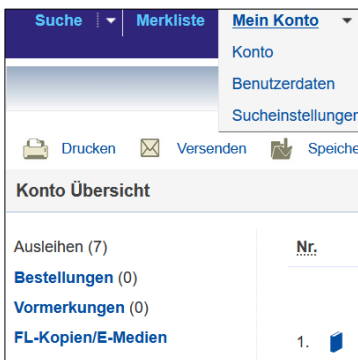 Suche Merkliste Mein Konto
Konto
Benutzerdaten
Sucheinstellungen
Drucken Versenden Speiche
Konto Übersicht
Ausleihen (7) Nr.
Bestellungen (0)
Vormerkungen (0)
FL-Kopien/E-Medien 1.